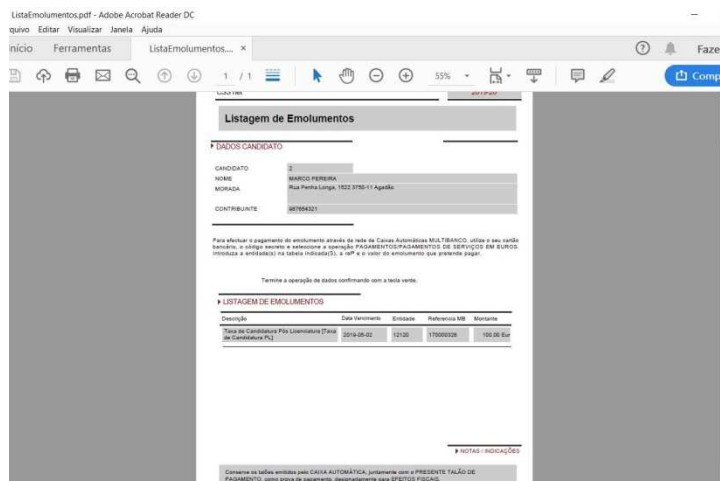 ListaEmolumentos.pdf - Adobe Acrobat Reader DC
quivo Editar Visualizar Janela Ajuda
nício Ferramentas ListaEmolumentos.... ×
? Faze
1 / 1 55% Comp
2019-20
Listagem de Emolumentos
DADOS CANDIDATO
CANDIDATO 2
NOME MARCO PEREIRA
MORADA Rua Penha Longa, 1522 3750-11 Agadão
CONTRIBUINTE
Para efectuar o pagamento do emolumento através da rede de Caixas Automáticas MULTIBANCO, utilize o seu cartão
bancário, o código secreto e seleccione a operação PAGAMENTOS/PAGAMENTOS DE SERVIÇOS EM EUROS.
Introduza a entidade(s) na tabela indicada(S), a refª e o valor do emolumento que pretende pagar.
Termine a operação de dados confirmando com a tecla verde.
LISTAGEM DE EMOLUMENTOS
Descrição Data Vencimento Entidade Referencia MB Montante
Taxa de Candidatura Pós Licenciatura [Taxa
de Candidatura PL] 2019-05-02 12120 170000328 100.00 Eur
NOTAS / INDICAÇÕES
Conserve os talões emitidos pelo CAIXA AUTOMÁTICA, juntamente com o PRESENTE TALÃO DE
PAGAMENTO, como prova de pagamento, designadamente para EFEITOS FISCAIS.